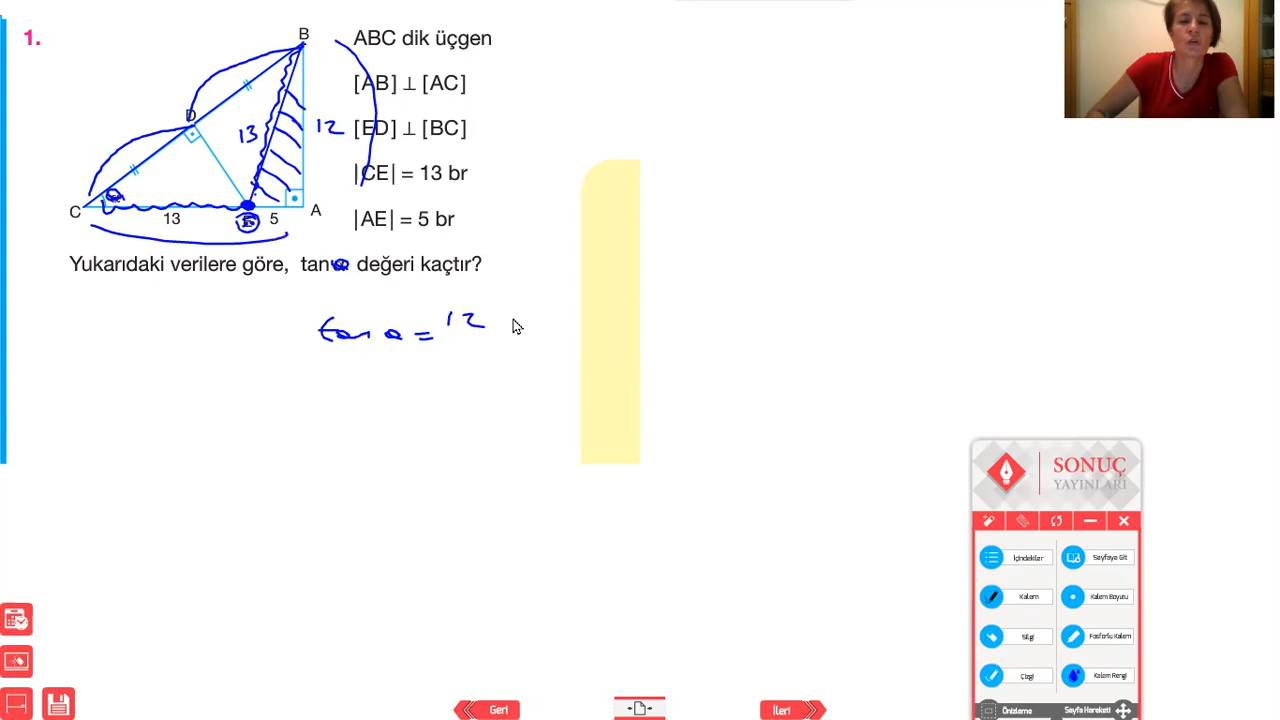 1.
B
ABC dik üçgen
[AB] ⊥ [AC]
D
13
12
[ED] ⊥ [BC]
|CE| = 13 br
C
13
5
A
|AE| = 5 br
Yukarıdaki verilere göre, tan değeri kaçtır?
tan = 12
SONUÇ
YAYINLARI
İçindekiler
Sayfaya Git
Kalem
Kalem Boyutu
Silgi
Fosforlu Kalem
Çizgi
Kalem Rengi
Önizleme
Sayfa Hareketi
Geri
İleri